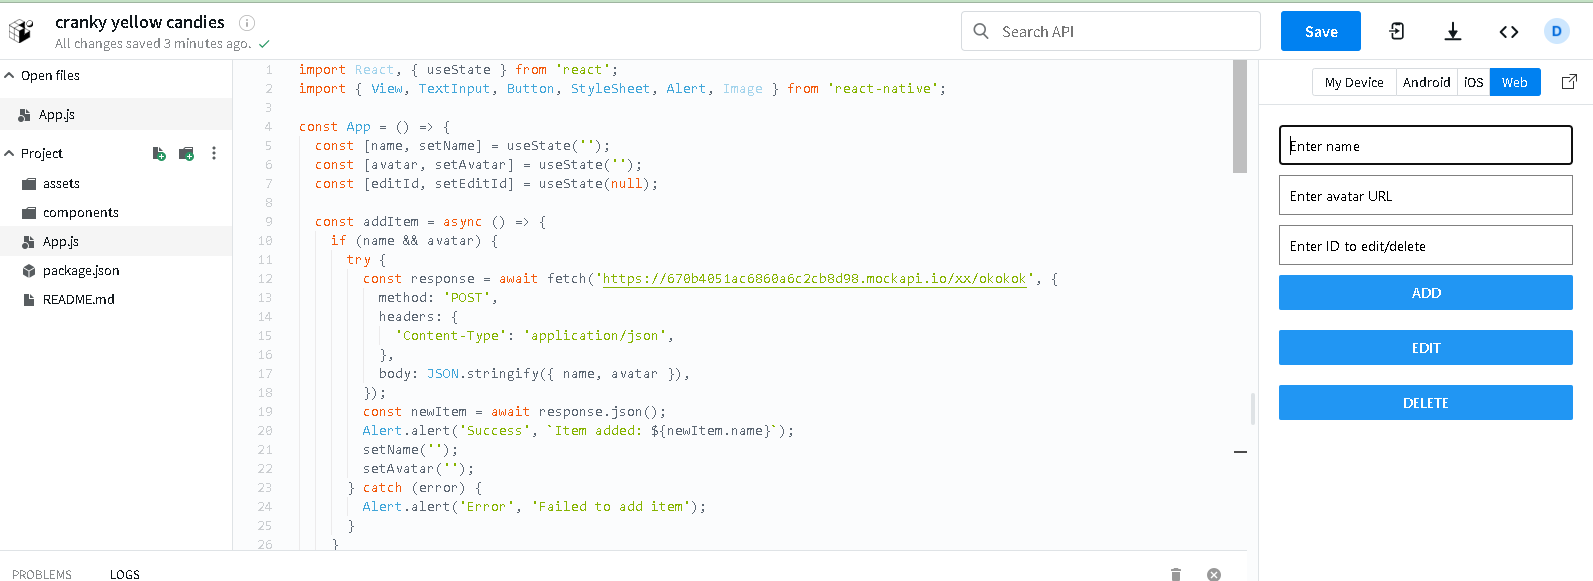 cranky yellow candies
All changes saved 3 minutes ago.
Search API
Save
D
Open files
App.js
Project
assets
components
App.js
package.json
README.md
1 import React, { useState } from 'react';
2 import { View, TextInput, Button, StyleSheet, Alert, Image } from 'react-native';
3
4 const App = () => {
5 const [name, setName] = useState('');
6 const [avatar, setAvatar] = useState('');
7 const [editId, setEditId] = useState(null);
8
9 const addItem = async () => {
10 if (name && avatar) {
11 try {
12 const response = await fetch('https://670b4051ac6860a6c2cb8d98.mockapi.io/xx/okokok', {
13 method: 'POST',
14 headers: {
15 'Content-Type': 'application/json',
16 },
17 body: JSON.stringify({ name, avatar }),
18 });
19 const newItem = await response.json();
20 Alert.alert('Success', `Item added: ${newItem.name}`);
21 setName('');
22 setAvatar('');
23 } catch (error) {
24 Alert.alert('Error', 'Failed to add item');
25 }
26 }
My Device
Android
iOS
Web
Enter name
Enter avatar URL
Enter ID to edit/delete
ADD
EDIT
DELETE
PROBLEMS
LOGS